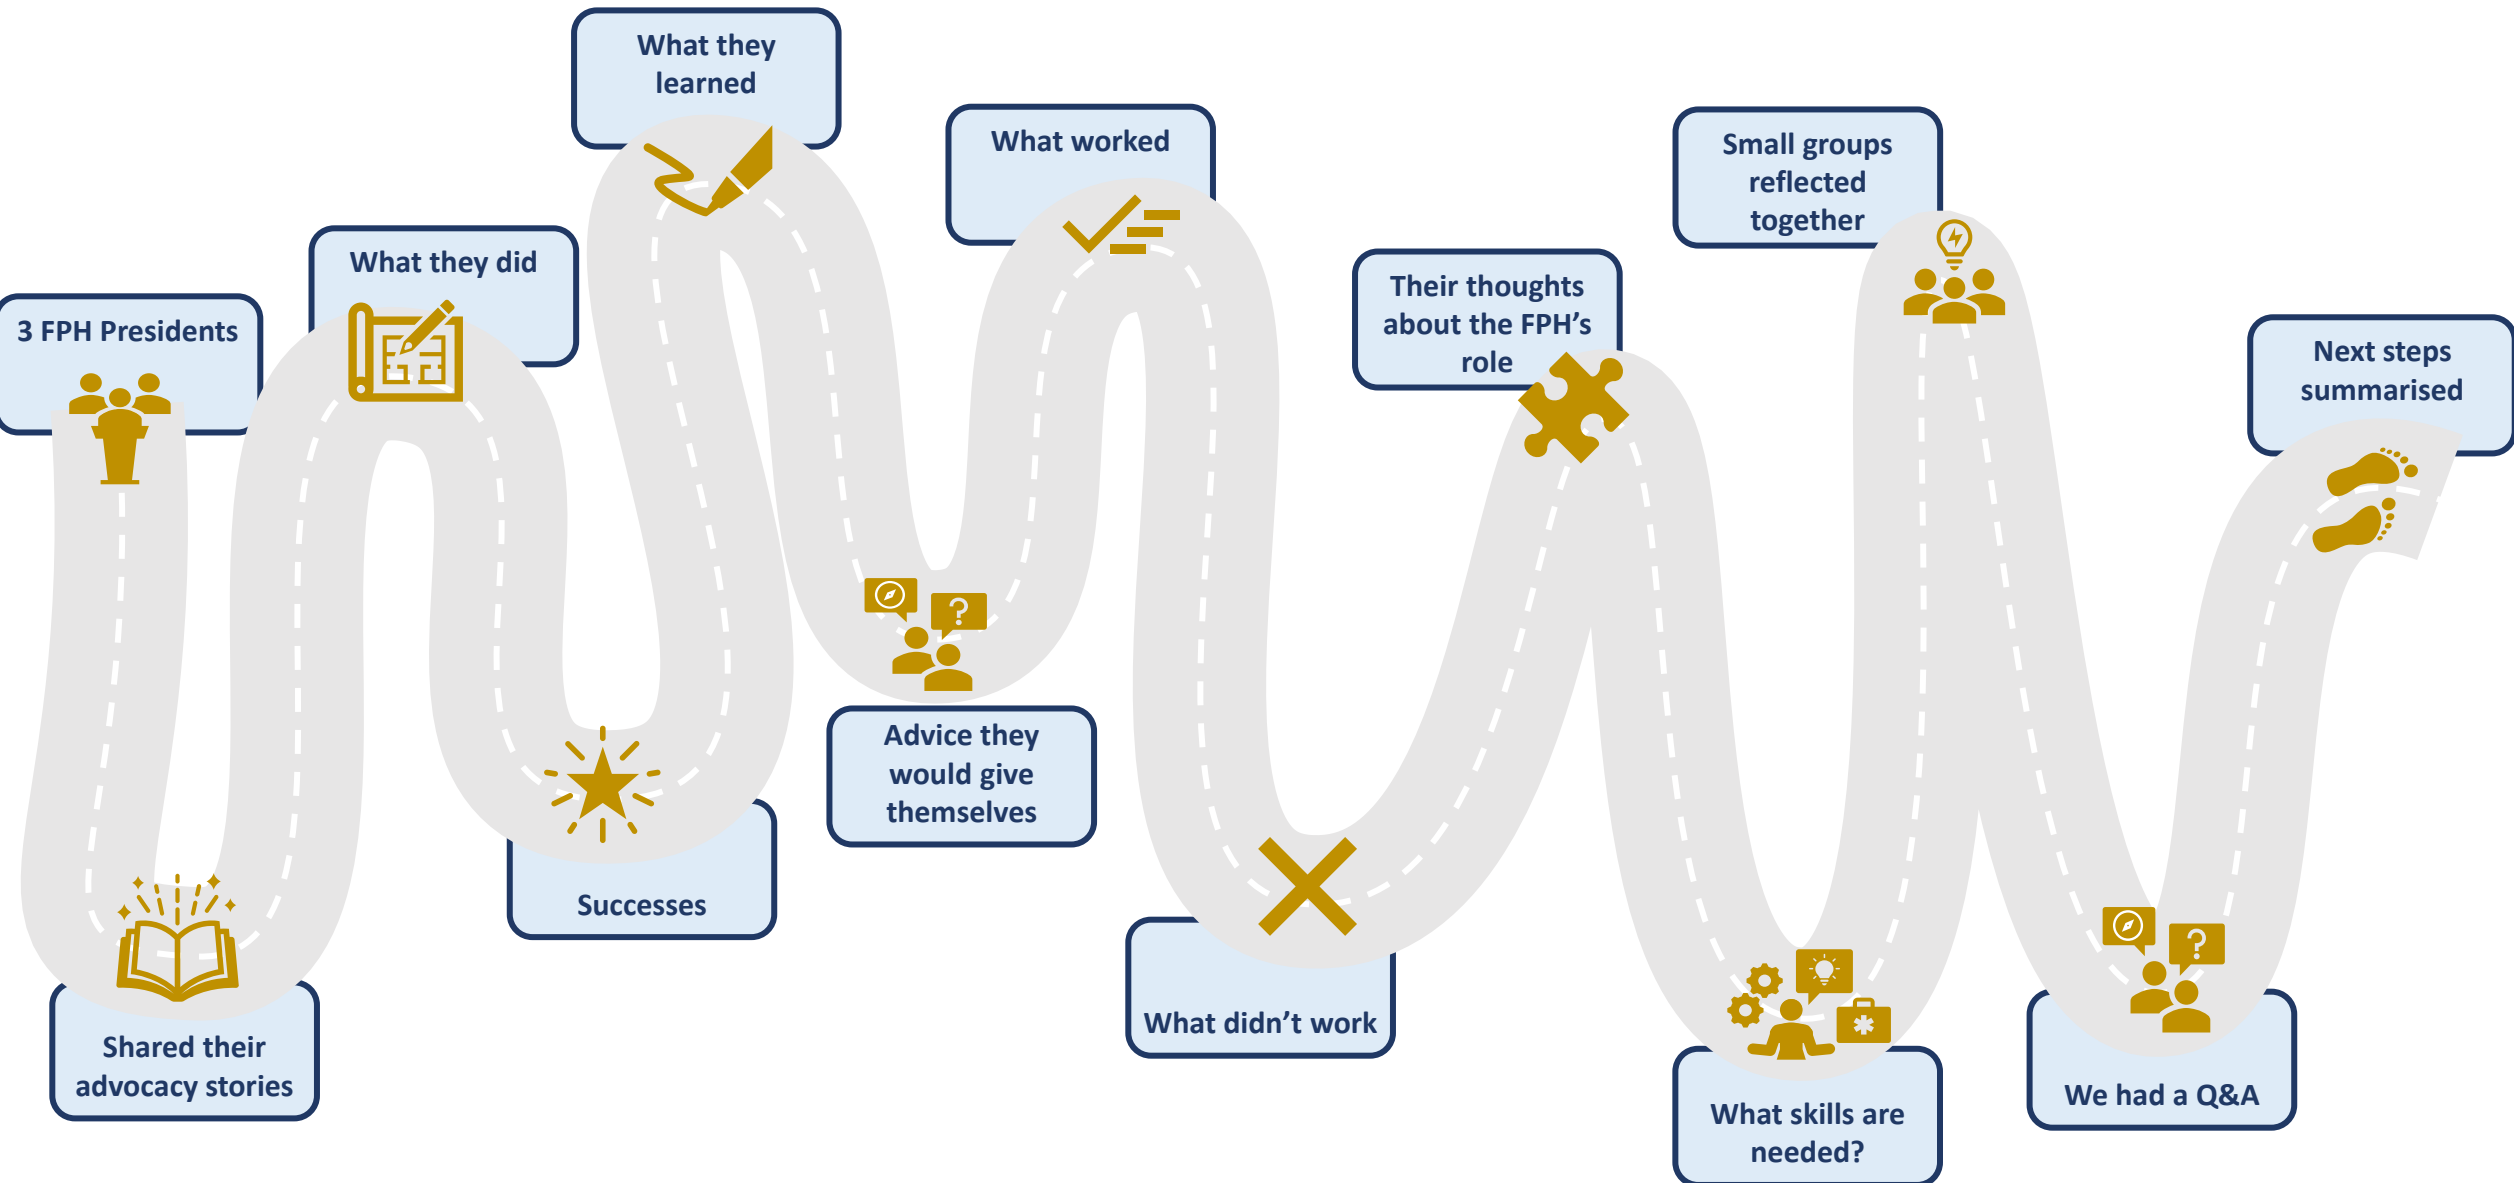 3 FPH Presidents
Shared their
advocacy stories
What they did
Successes
What they
learned
Advice they
would give
themselves
What worked
What didn’t work
Their thoughts
about the FPH’s
role
What skills are
needed?
Small groups
reflected
together
We had a Q&A
Next steps
summarised